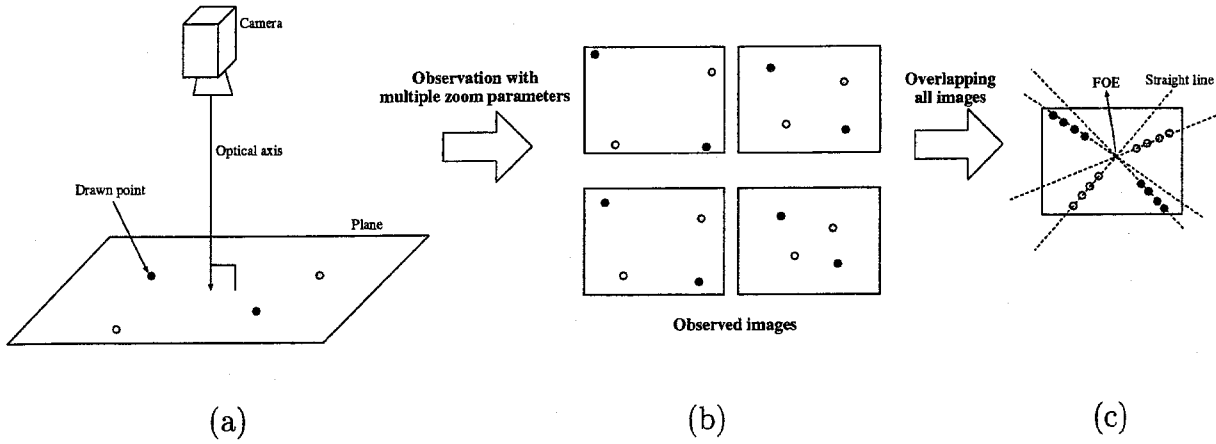 Camera
Optical axis
Drawn point
Plane
(a)
Observation with
multiple zoom parameters
Observed images
(b)
Overlapping
all images
FOE
Straight line
(c)